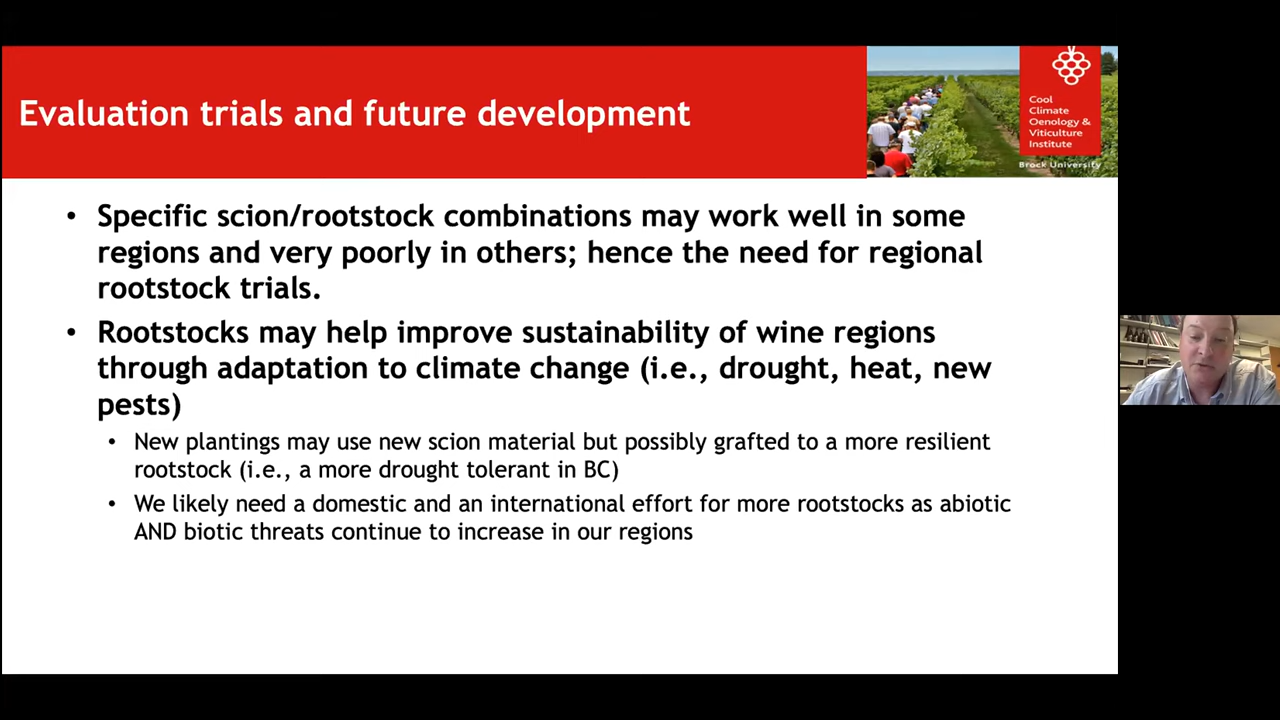 Evaluation trials and future development
Cool
Climate
Oenology &
Viticulture
Institute
Brock University
• Specific scion/rootstock combinations may work well in some
regions and very poorly in others; hence the need for regional
rootstock trials.
• Rootstocks may help improve sustainability of wine regions
through adaptation to climate change (i.e., drought, heat, new
pests)
• New plantings may use new scion material but possibly grafted to a more resilient
rootstock (i.e., a more drought tolerant in BC)
• We likely need a domestic and an international effort for more rootstocks as abiotic
AND biotic threats continue to increase in our regions